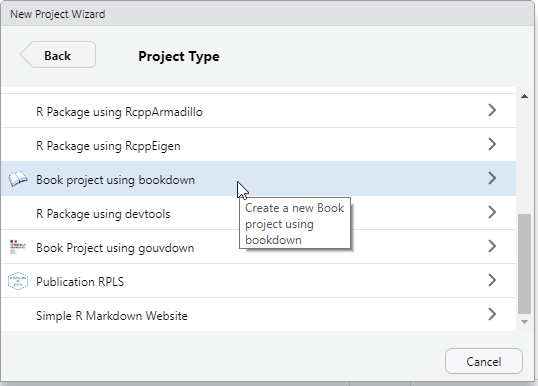 New Project Wizard
Back
Project Type
R Package using RcppArmadillo
R Package using RcppEigen
Book project using bookdown
Create a new Book
project using
bookdown
R Package using devtools
Book Project using gouvdown
Publication RPLS
Simple R Markdown Website
Cancel